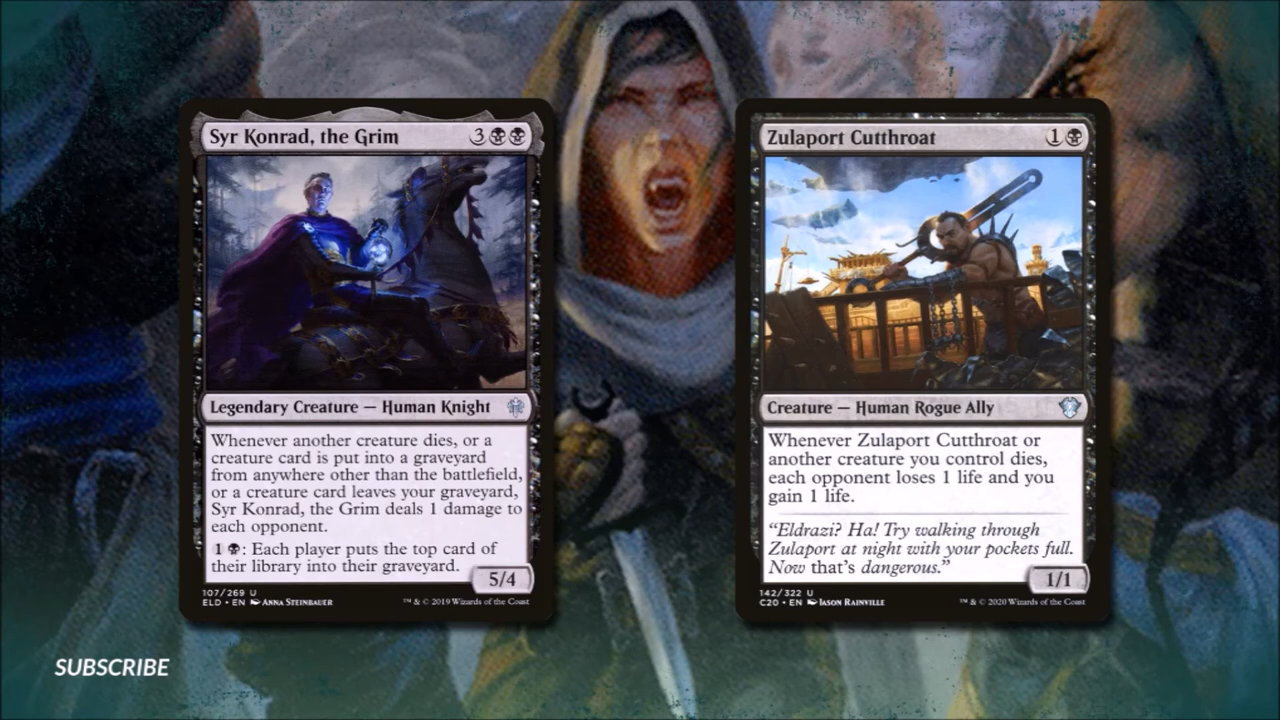 Syr Konrad, the Grim 3
Legendary Creature — Human Knight
Whenever another creature dies, or a
creature card is put into a graveyard
from anywhere other than the battlefield,
or a creature card leaves your graveyard,
Syr Konrad, the Grim deals 1 damage to
each opponent.
1 : Each player puts the top card of
their library into their graveyard.
5/4
107/269 U
ELD • EN Anna Steinbauer
™ & © 2019 Wizards of the Coast
Zulaport Cutthroat 1
Creature — Human Rogue Ally
Whenever Zulaport Cutthroat or
another creature you control dies,
each opponent loses 1 life and you
gain 1 life.
“Eldrazi? Ha! Try walking through
Zulaport at night with your pockets full.
Now that’s dangerous.”
1/1
142/322 U
C20 • EN Jason Rainville
™ & © 2020 Wizards of the Coast
SUBSCRIBE